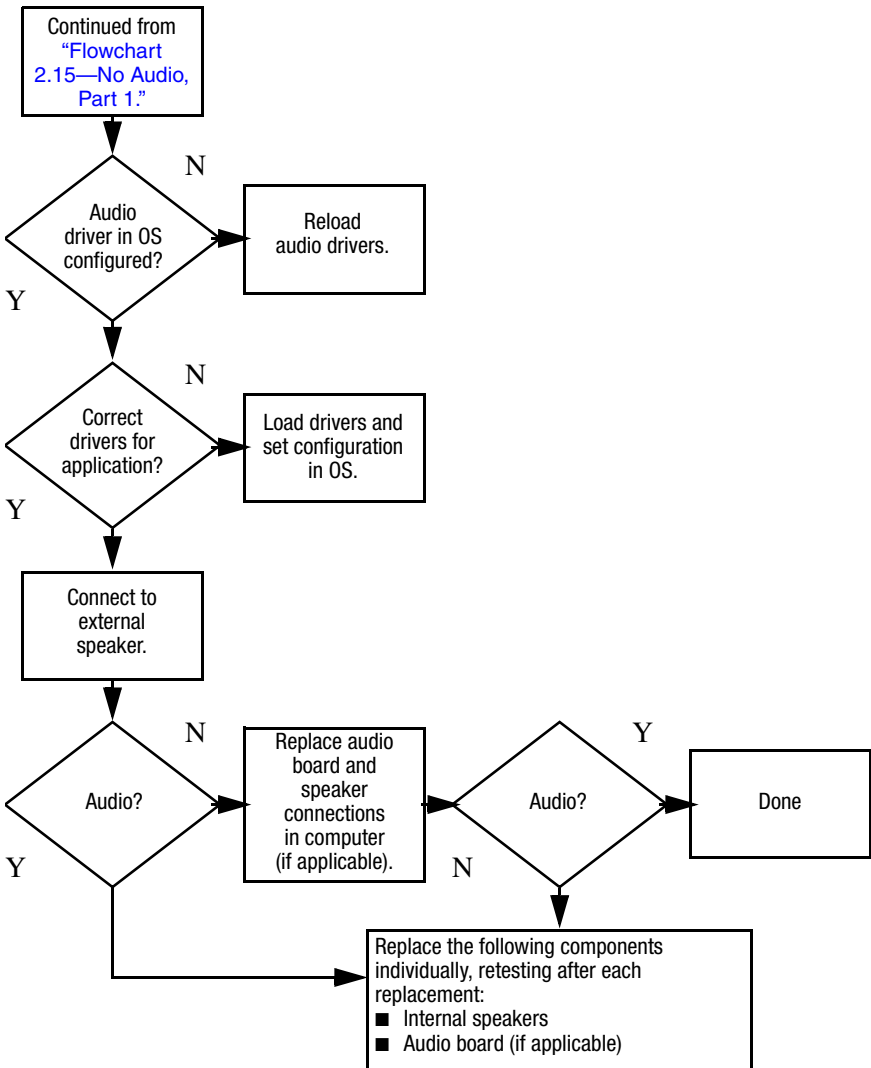 Continued from
“Flowchart
2.15—No Audio,
Part 1.”
N
Audio
driver in OS
configured?
Reload
audio drivers.
Y
N
Correct
drivers for
application?
Load drivers and
set configuration
in OS.
Y
Connect to
external
speaker.
N
Audio?
Y
Replace audio
board and
speaker
connections
in computer
(if applicable).
Audio?
Y
N
Done
Replace the following components
individually, retesting after each
replacement:
■ Internal speakers
■ Audio board (if applicable)